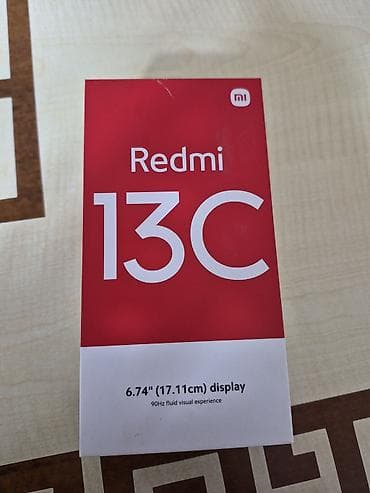 mi
Redmi
13C
6.74" (17.11cm) display
90Hz fluid visual experience